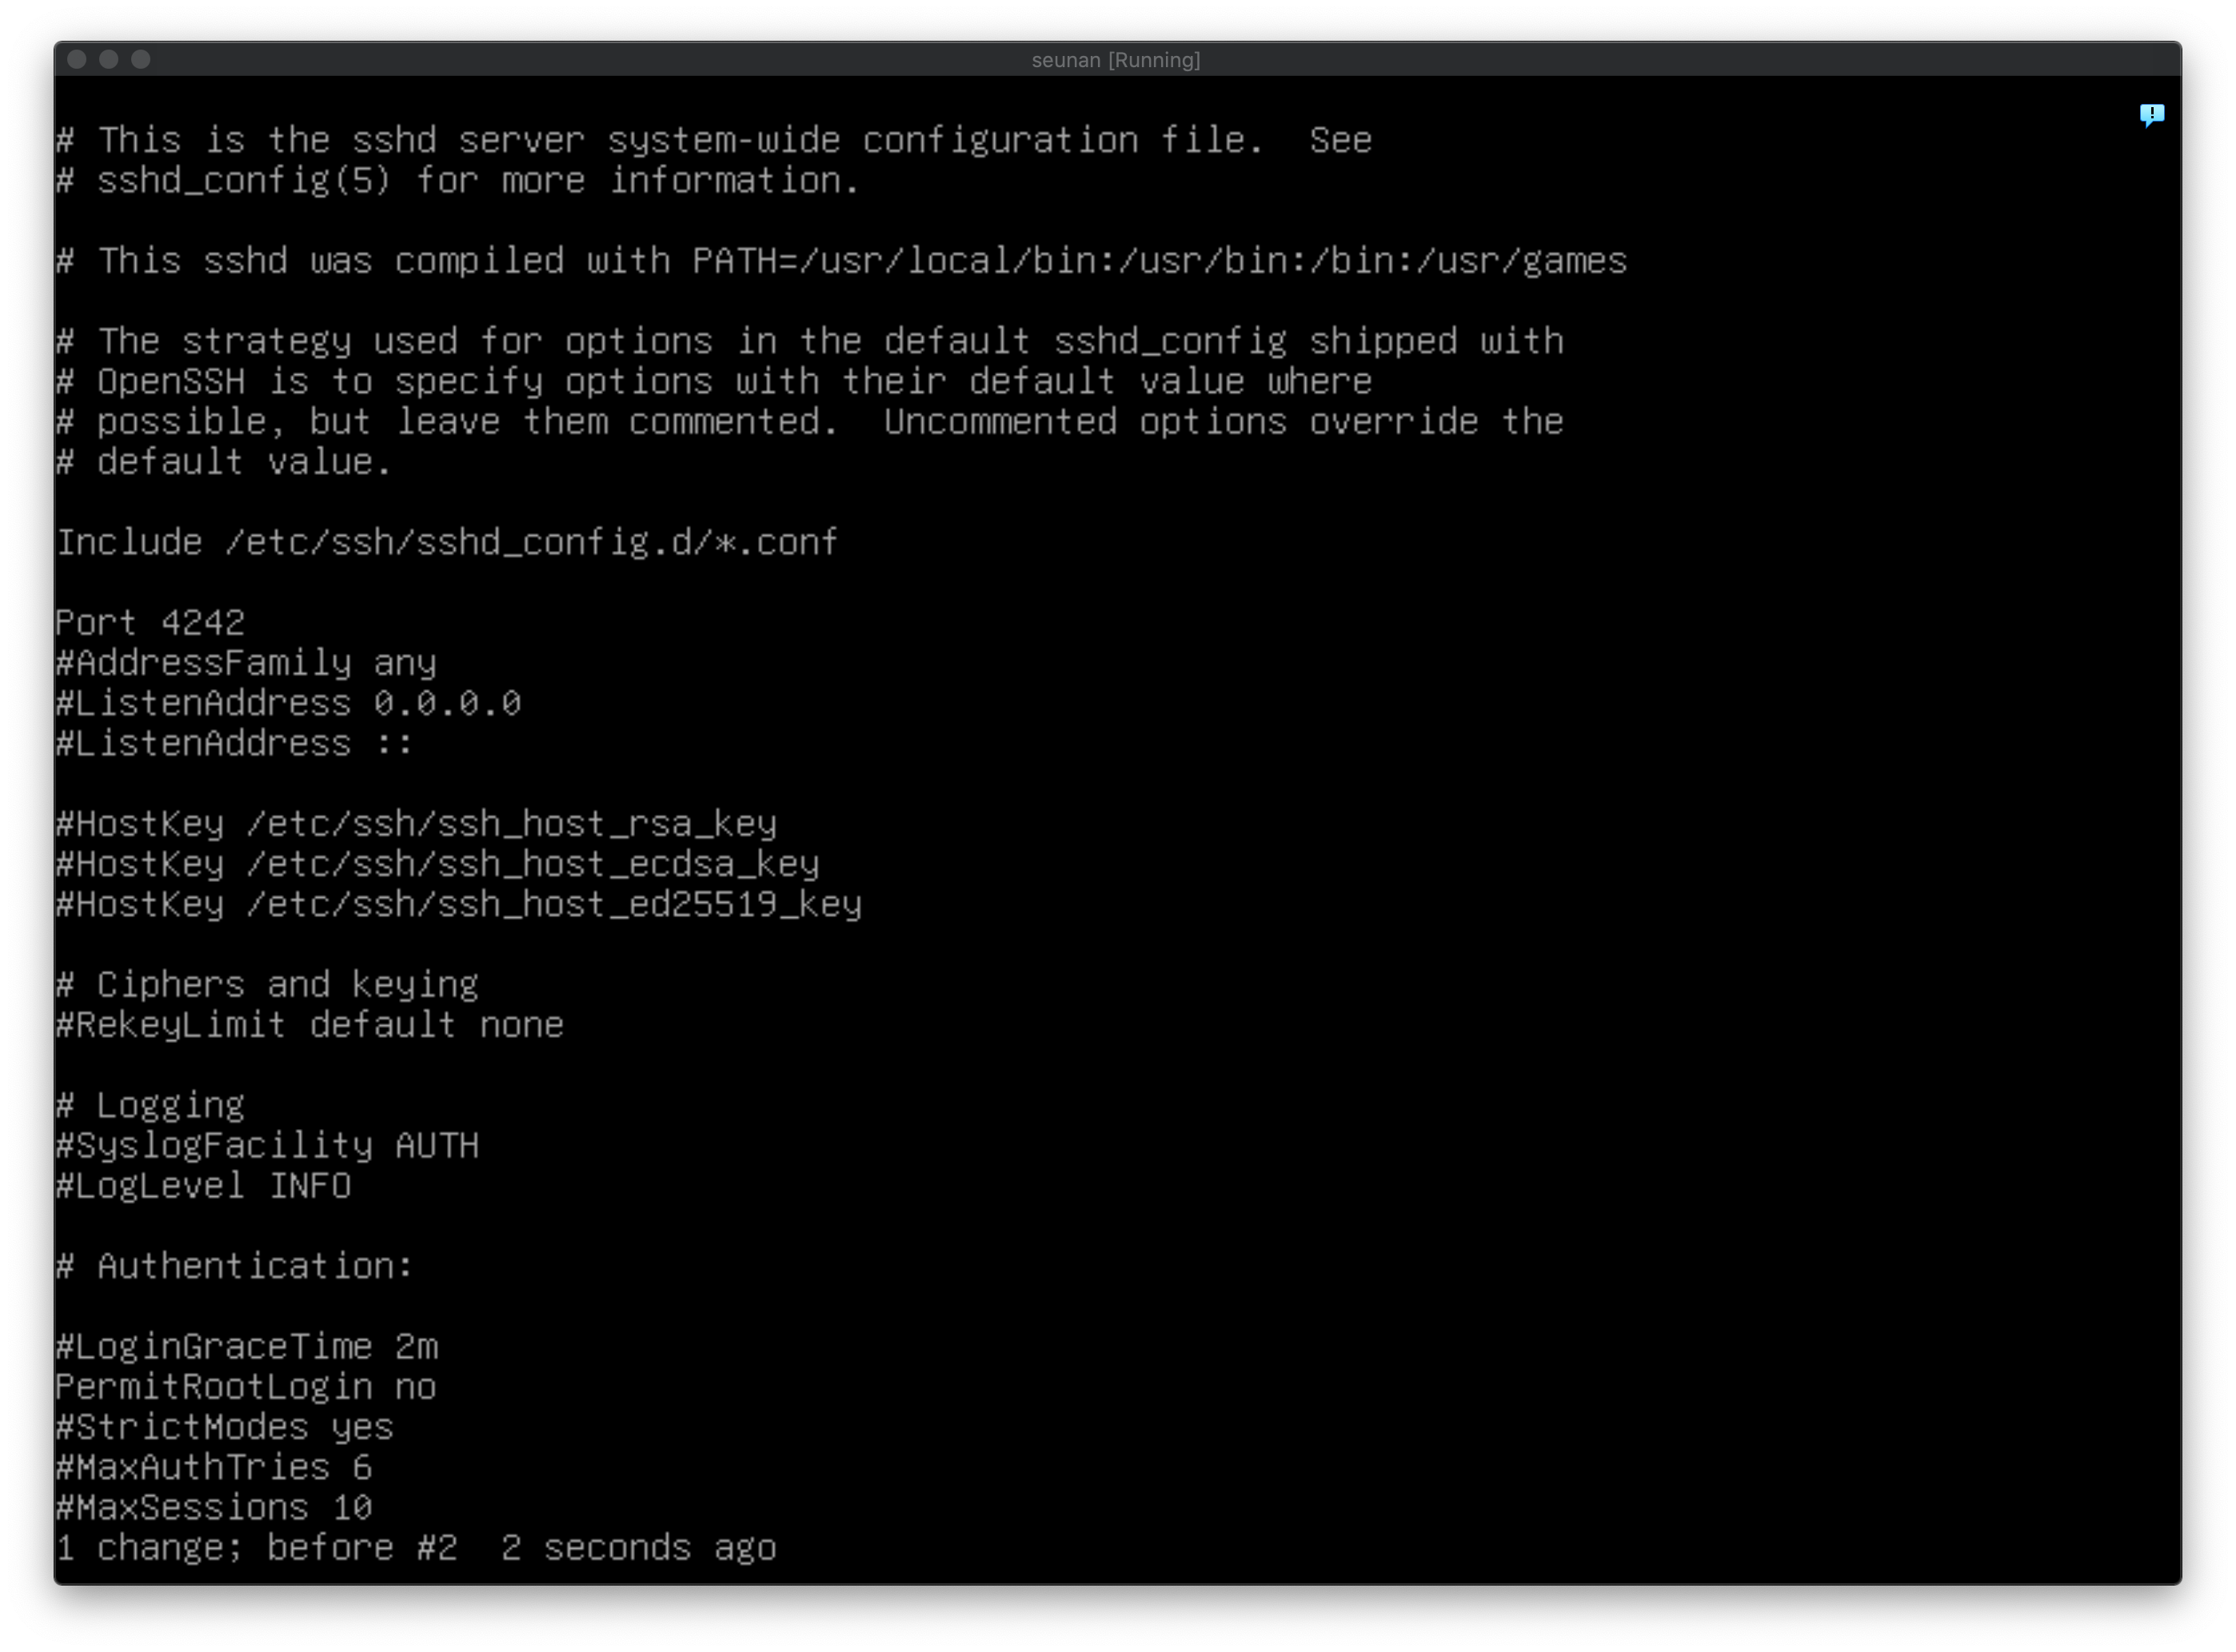 seunan [Running]
# This is the sshd server system-wide configuration file.  See
# sshd_config(5) for more information.
# This sshd was compiled with PATH=/usr/local/bin:/usr/bin:/bin:/usr/games
# The strategy used for options in the default sshd_config shipped with
# OpenSSH is to specify options with their default value where
# possible, but leave them commented.  Uncommented options override the
# default value.
Include /etc/ssh/sshd_config.d/*.conf
Port 4242
#AddressFamily any
#ListenAddress 0.0.0.0
#ListenAddress ::
#HostKey /etc/ssh/ssh_host_rsa_key
#HostKey /etc/ssh/ssh_host_ecdsa_key
#HostKey /etc/ssh/ssh_host_ed25519_key
# Ciphers and keying
#RekeyLimit default none
# Logging
#SyslogFacility AUTH
#LogLevel INFO
# Authentication:
#LoginGraceTime 2m
PermitRootLogin no
#StrictModes yes
#MaxAuthTries 6
#MaxSessions 10
1 change; before #2  2 seconds ago